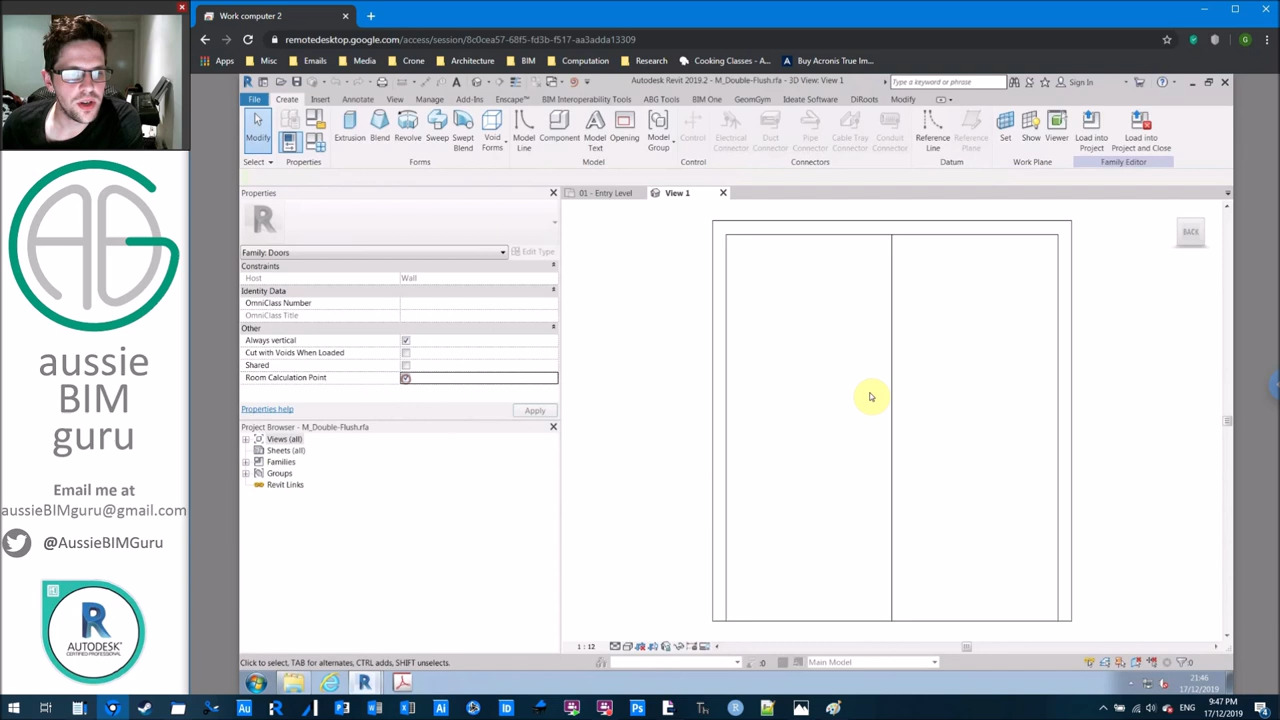 Work computer 2
remotedesktop.google.com/access/session/8c0cea57-68f5-fd3b-f517-aa3adda13309
Apps Misc Emails Media Crone Architecture BIM Computation Research Cooking Classes - A... Buy Acronis True Im...
Autodesk Revit 2019.2 - M_Double-Flush.rfa - 3D View: View 1
Type a keyword or phrase
Sign In
File Create Insert Annotate View Manage Add-Ins Enscape™ BIM Interoperability Tools ABG Tools BIM One GeomGym Ideate Software DiRoots Modify
Modify
Extrusion Blend Revolve Sweep Swept Blend Void Forms
Model Line Component Model Text Opening Model Group
Control Electrical Connector Duct Connector Pipe Connector Cable Tray Connector Conduit Connector
Reference Line Reference Plane Set Show Viewer Load into Project Load into Project and Close
Select Properties Forms Model Control Connectors Datum Work Plane Family Editor
Properties
01 - Entry Level
View 1
BACK
Family: Doors
Edit Type
Constraints
Host Wall
Identity Data
OmniClass Number
OmniClass Title
Other
Always vertical
Cut with Voids When Loaded
Shared
Room Calculation Point
Properties help
Apply
Project Browser - M_Double-Flush.rfa
Views (all)
Sheets (all)
Families
Groups
Revit Links
1 : 12
Click to select, TAB for alternates, CTRL adds, SHIFT unselects.
:0
Main Model
:0
21:46
17/12/2019
ENG
9:47 PM
17/12/2019
AG
aussie
BIM
guru
Email me at
aussieBIMguru@gmail.com
@AussieBIMGuru
R
AUTODESK
CERTIFIED PROFESSIONAL